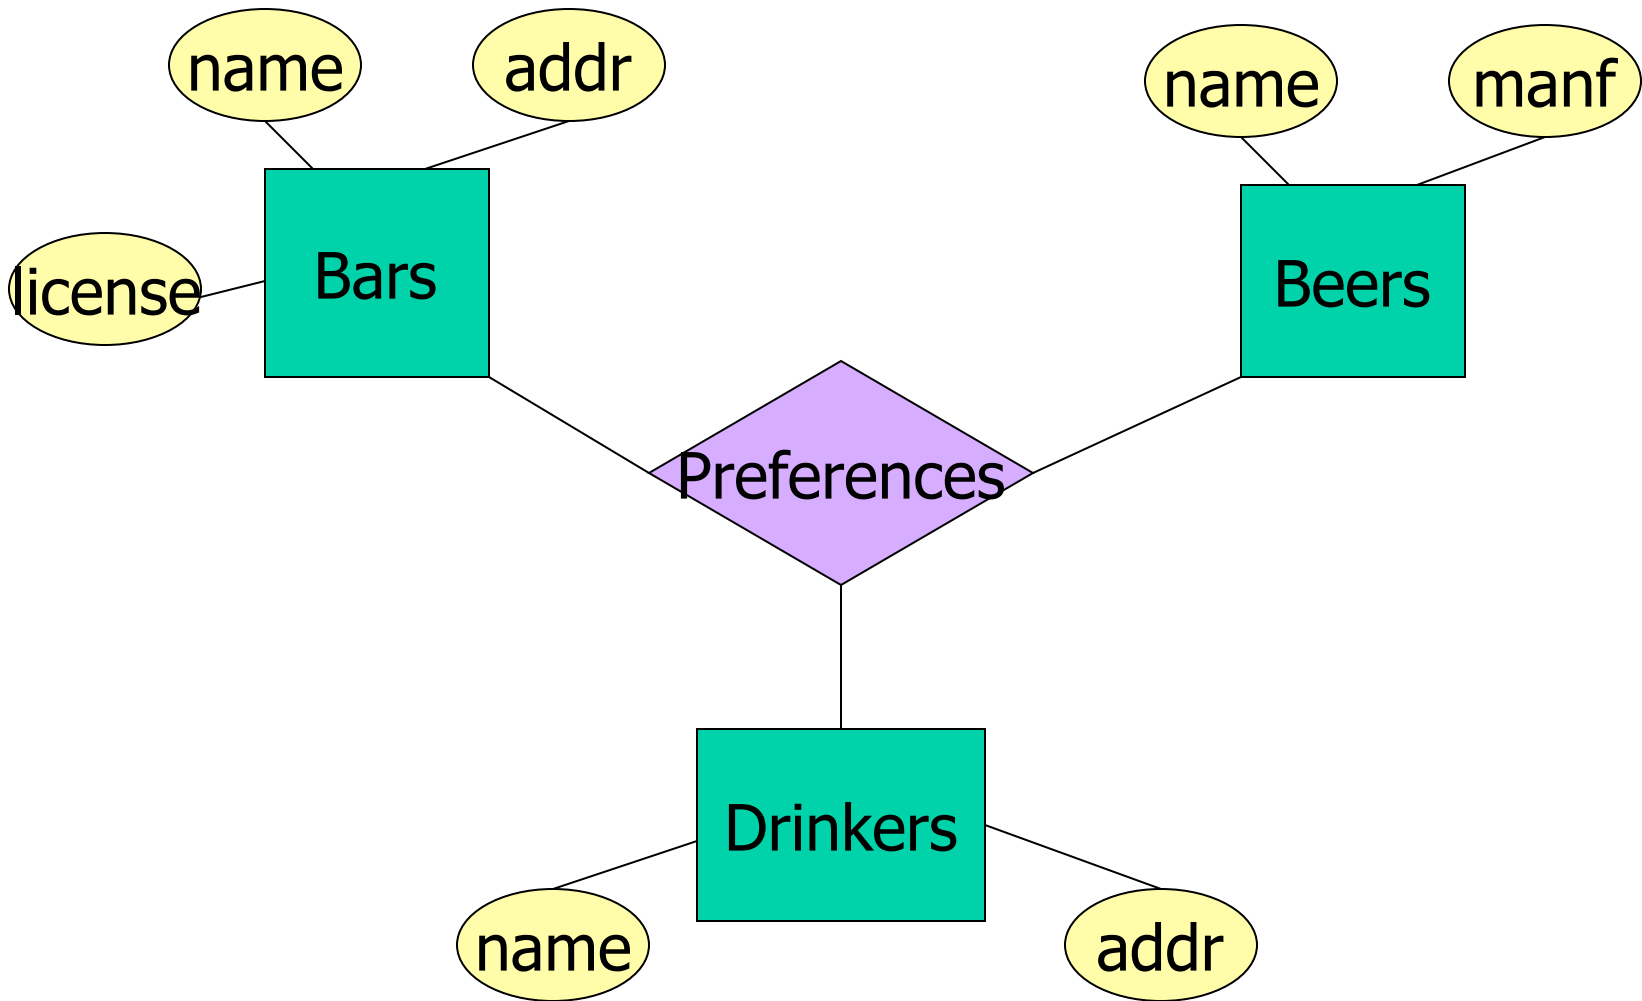 name
addr
name
manf
license
Bars
Beers
Preferences
Drinkers
name
addr